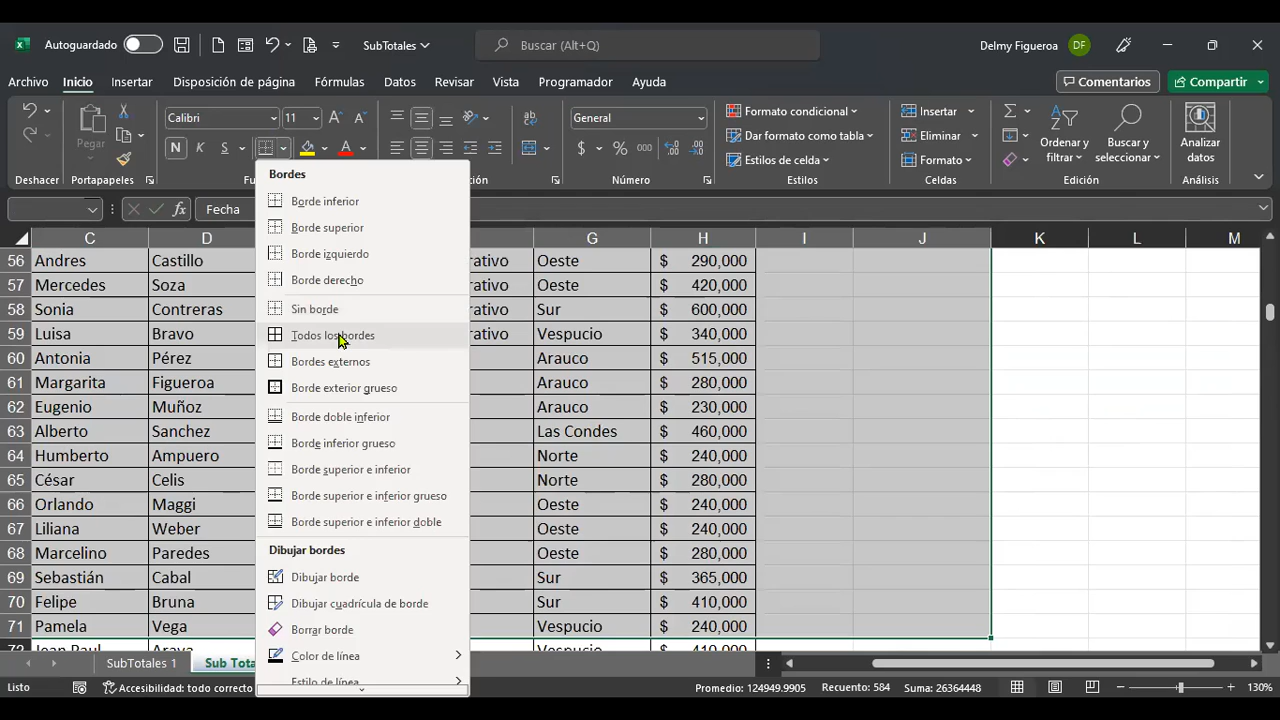 Autoguardado SubTotales Buscar (Alt+Q) Delmy Figueroa DF
Archivo Inicio Insertar Disposición de página Fórmulas Datos Revisar Vista Programador Ayuda Comentarios Compartir
Pegar Calibri 11 General Formato condicional Insertar
N K S $ % 000 Dar formato como tabla Eliminar Ordenar y filtrar Buscar y seleccionar Analizar datos
Estilos de celda Formato
Deshacer Portapapeles Número Estilos Celdas Edición Análisis
Bordes
Borde inferior
Borde superior
Borde izquierdo
Borde derecho
Sin borde
Todos los bordes
Bordes externos
Borde exterior grueso
Borde doble inferior
Borde inferior grueso
Borde superior e inferior
Borde superior e inferior grueso
Borde superior e inferior doble
Dibujar bordes
Dibujar borde
Dibujar cuadrícula de borde
Borrar borde
Color de línea
Estilo de línea
fx Fecha
C D G H I J K L M
56 Andres Castillo rativo Oeste $ 290,000
57 Mercedes Soza rativo Oeste $ 420,000
58 Sonia Contreras rativo Sur $ 600,000
59 Luisa Bravo rativo Vespucio $ 340,000
60 Antonia Pérez Arauco $ 515,000
61 Margarita Figueroa Arauco $ 280,000
62 Eugenio Muñoz Arauco $ 230,000
63 Alberto Sanchez Las Condes $ 460,000
64 Humberto Ampuero Norte $ 240,000
65 César Celis Norte $ 280,000
66 Orlando Maggi Oeste $ 240,000
67 Liliana Weber Oeste $ 240,000
68 Marcelino Paredes Oeste $ 280,000
69 Sebastián Cabal Sur $ 365,000
70 Felipe Bruna Sur $ 410,000
71 Pamela Vega Vespucio $ 240,000
72 Jean Paul Araya Vespucio $ 410,000
SubTotales 1 Sub Tota
Listo Accesibilidad: todo correcto Promedio: 124949.9905 Recuento: 584 Suma: 26364448 130%